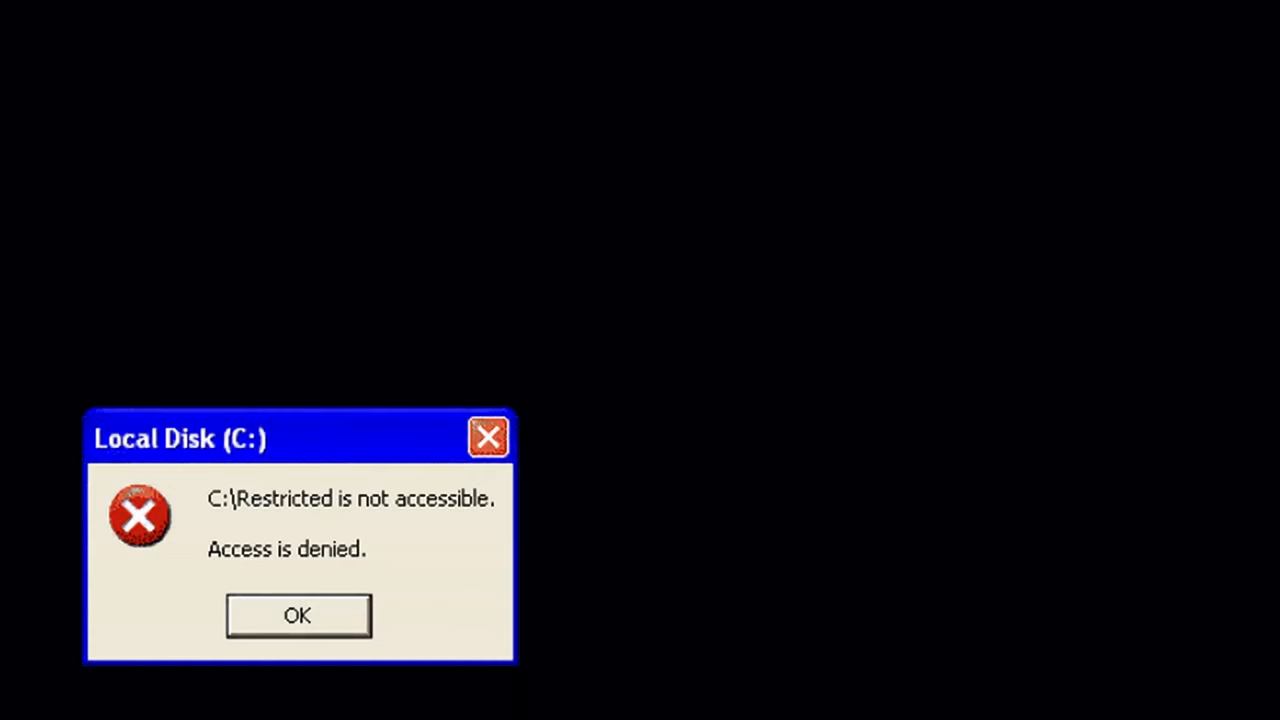 Local Disk (C:)
C:\Restricted is not accessible.
Access is denied.
OK